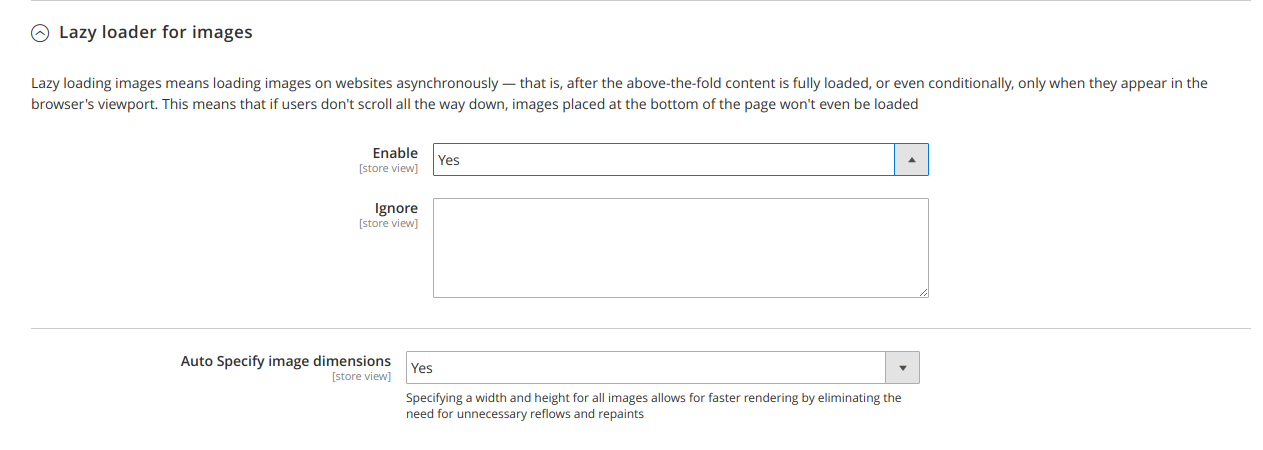 Lazy loader for images
Lazy loading images means loading images on websites asynchronously — that is, after the above-the-fold content is fully loaded, or even conditionally, only when they appear in the
browser's viewport. This means that if users don't scroll all the way down, images placed at the bottom of the page won't even be loaded
Enable
[store view]
Yes
Ignore
[store view]
Auto Specify image dimensions
[store view]
Yes
Specifying a width and height for all images allows for faster rendering by eliminating the
need for unnecessary reflows and repaints